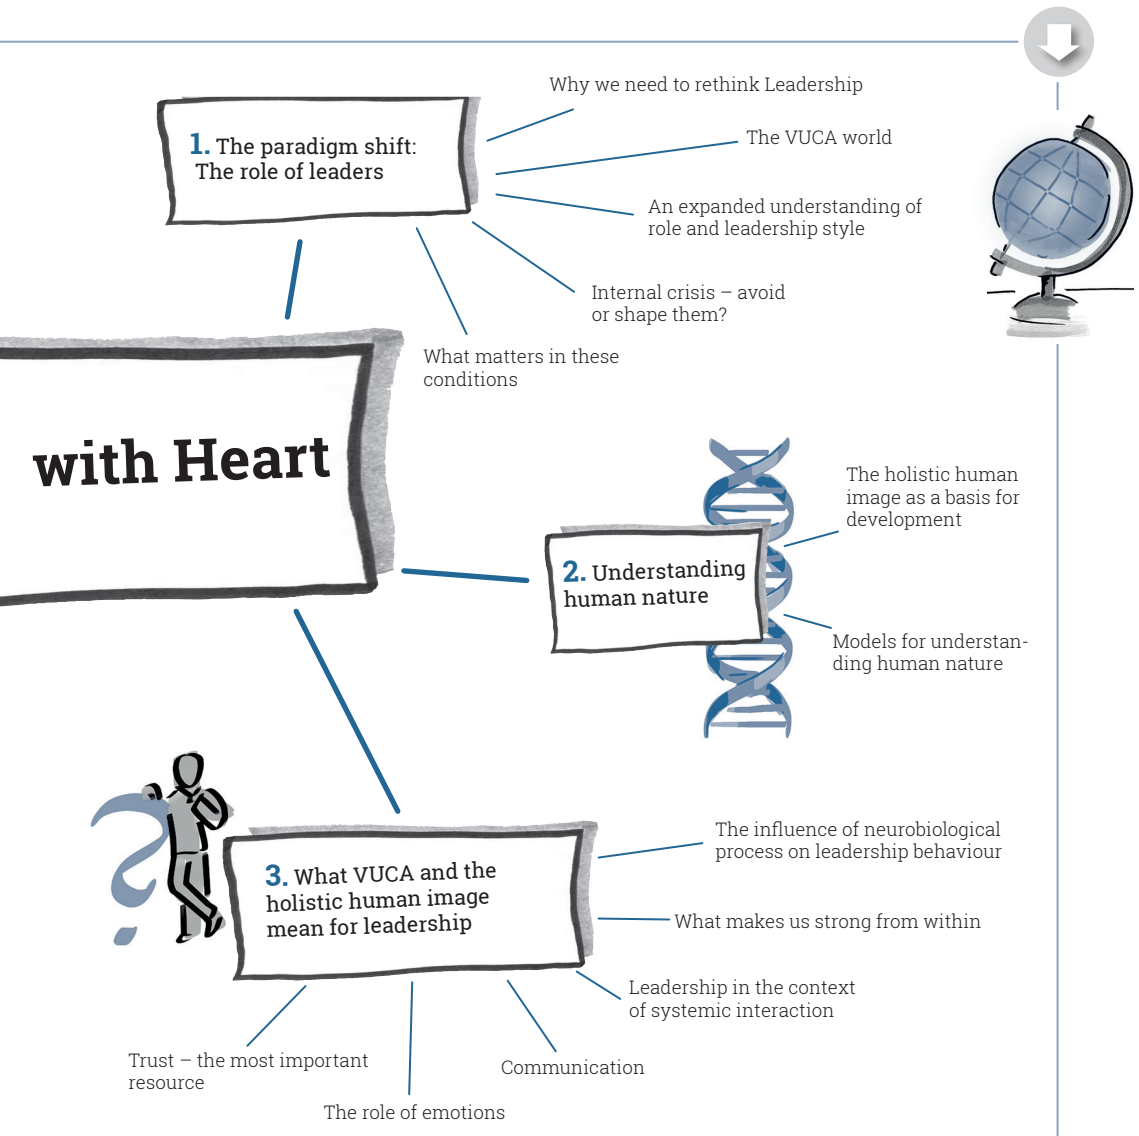 Why we need to rethink Leadership
1. The paradigm shift:
The role of leaders
The VUCA world
An expanded understanding of
role and leadership style
Internal crisis – avoid
or shape them?
What matters in these
conditions
with Heart
The holistic human
image as a basis for
development
2. Understanding
human nature
Models for understan-
ding human nature
3. What VUCA and the
holistic human image
mean for leadership
The influence of neurobiological
process on leadership behaviour
What makes us strong from within
Leadership in the context
of systemic interaction
Communication
The role of emotions
Trust – the most important
resource